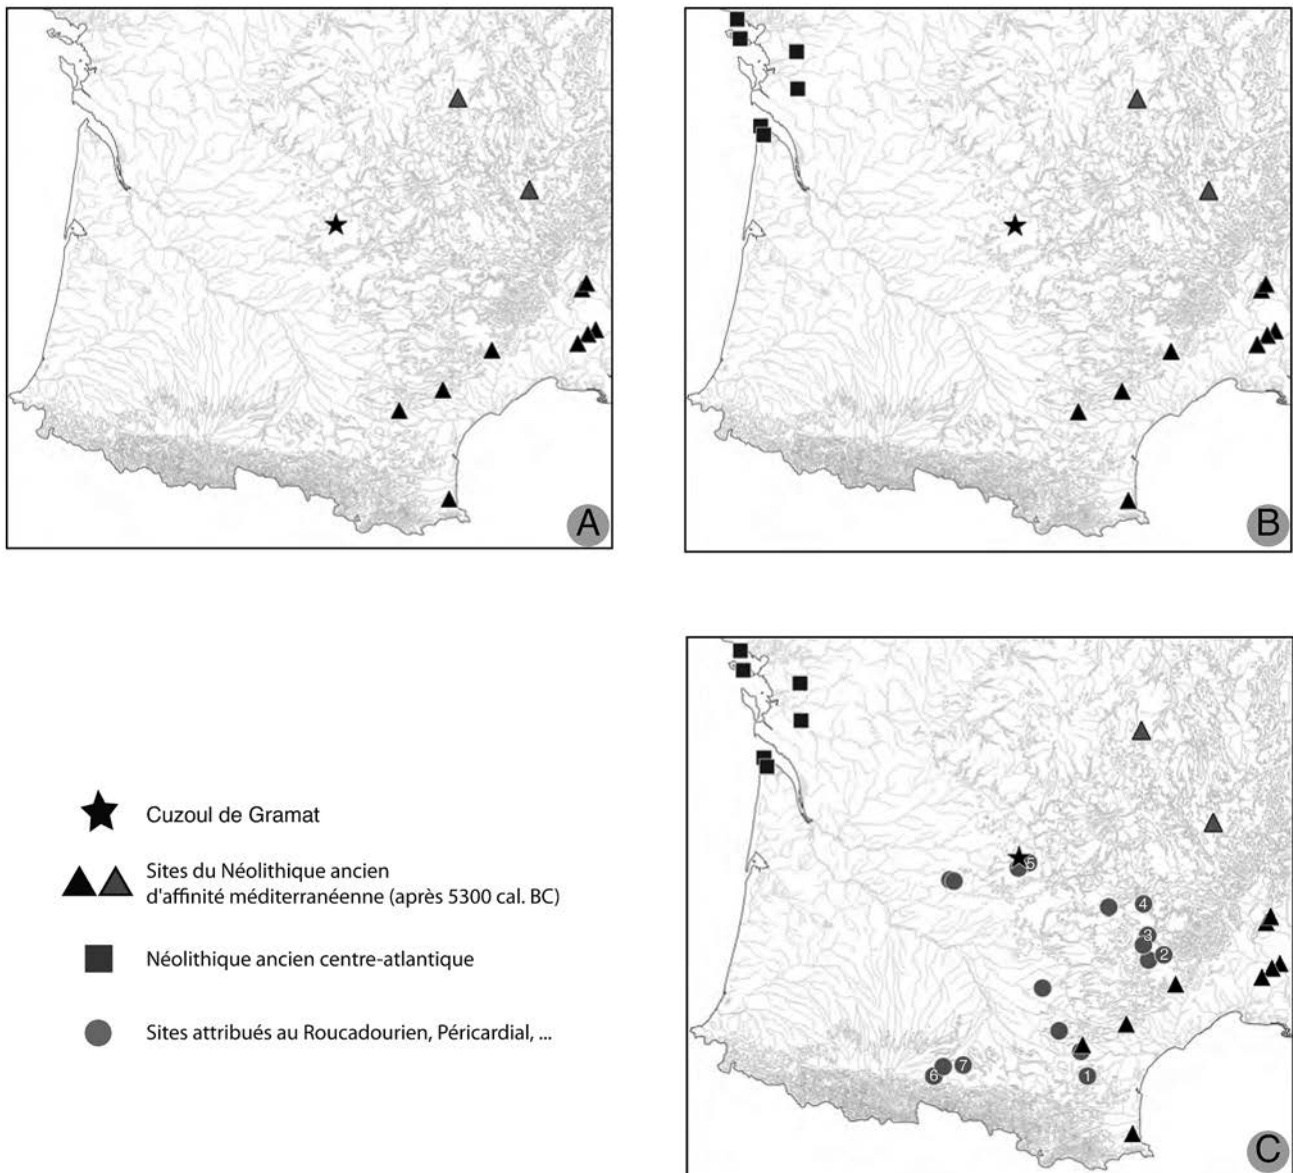 A
B
Cuzoul de Gramat
Sites du Néolithique ancien
d'affinité méditerranéenne (après 5300 cal. BC)
Néolithique ancien centre-atlantique
Sites attribués au Roucadourien, Péricardial, ...
5
4
3
2
7
6
1
C